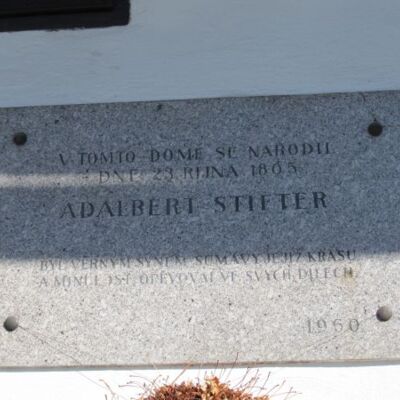 V TOMTO DOMĚ SE NARODIL
DNE 23 ŘÍJNA 1805
ADALBERT STIFTER
BYL VĚRNÝM SYNEM ŠUMAVY JEJÍŽ KRÁSU
A MINULOST OPĚVOVAL VE SVÝCH DÍLECH
1960